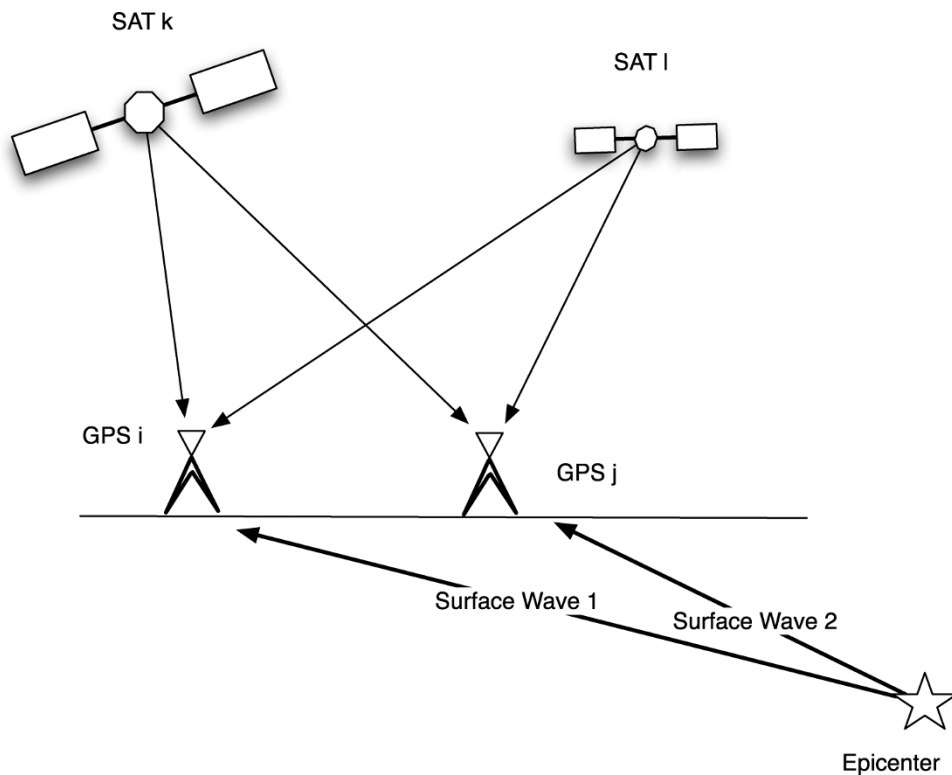 SAT k
SAT l
GPS i
GPS j
Surface Wave 1
Surface Wave 2
Epicenter